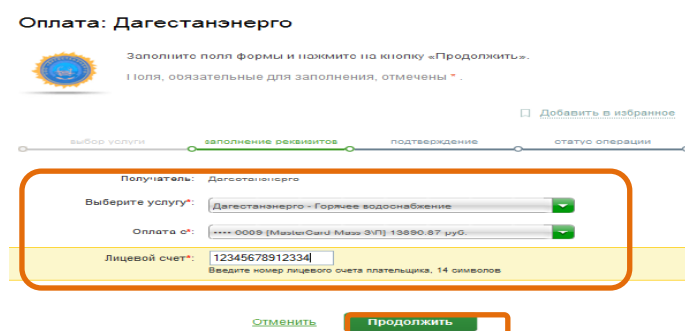 Оплата: Дагестанэнерго
Заполните поля формы и нажмите на кнопку «Продолжить».
Поля, обязательные для заполнения, отмечены *.
Добавить в избранное
выбор услуги заполнение реквизитов подтверждение статус операции
Получатель: Дагестанэнерго
Выберите услугу*: Дагестанэнерго - Горячее водоснабжение
Оплата с*: •••• 0009 [MasterCard Mass ЗП] 13890.87 руб.
Лицевой счет*: 12345678912334
Введите номер лицевого счета плательщика, 14 символов
Отменить Продолжить